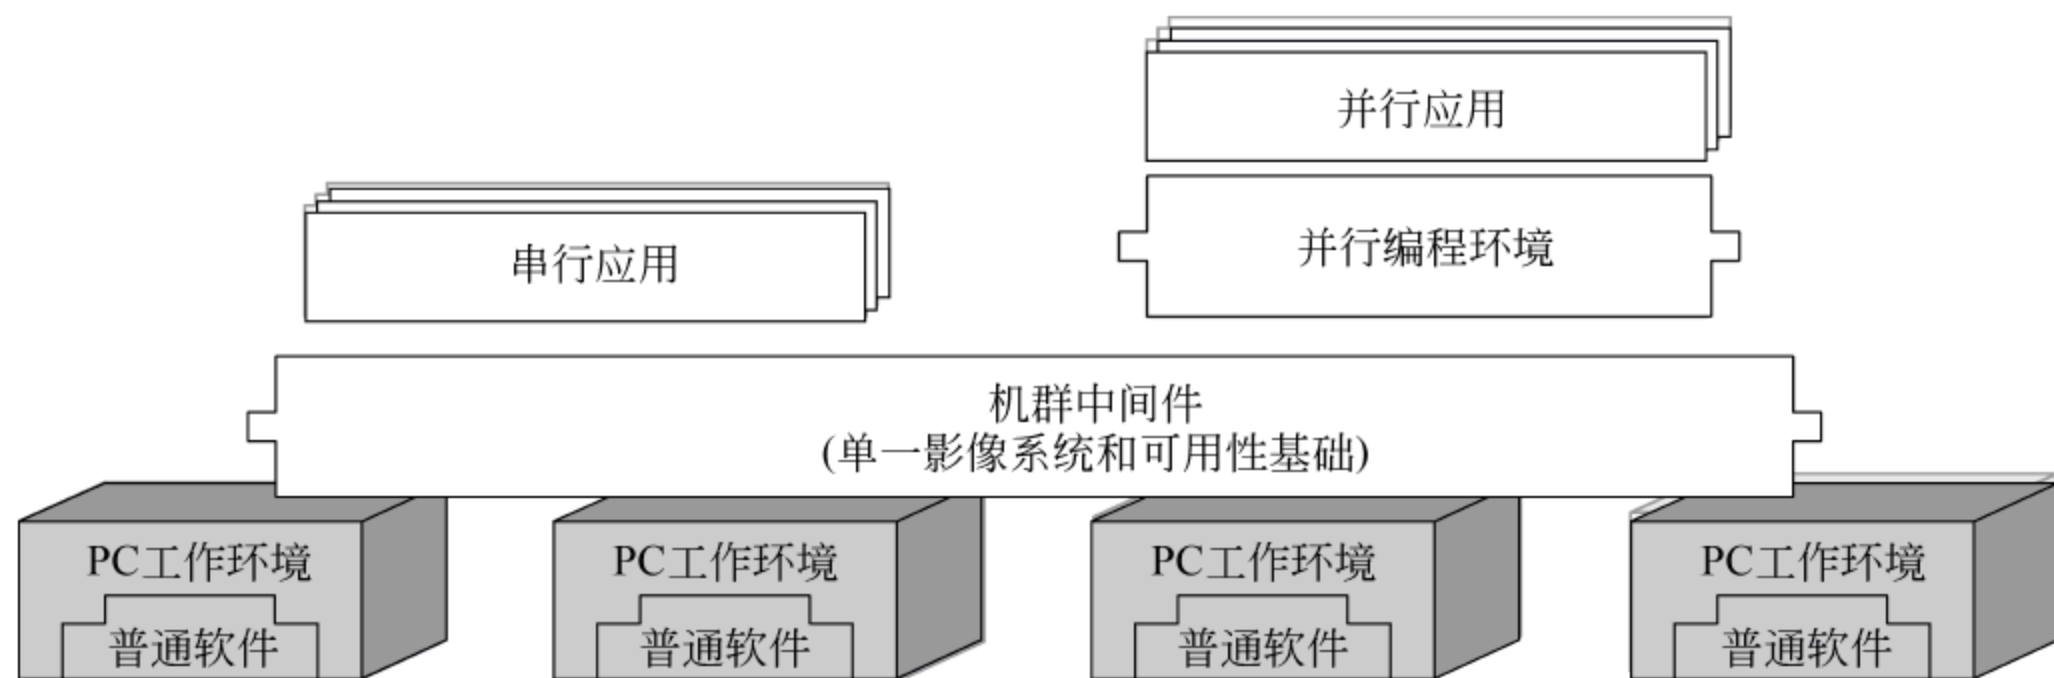 并行应用
并行编程环境
串行应用
机群中间件
(单一影像系统和可用性基础)
PC工作环境
普通软件
PC工作环境
普通软件
PC工作环境
普通软件
PC工作环境
普通软件